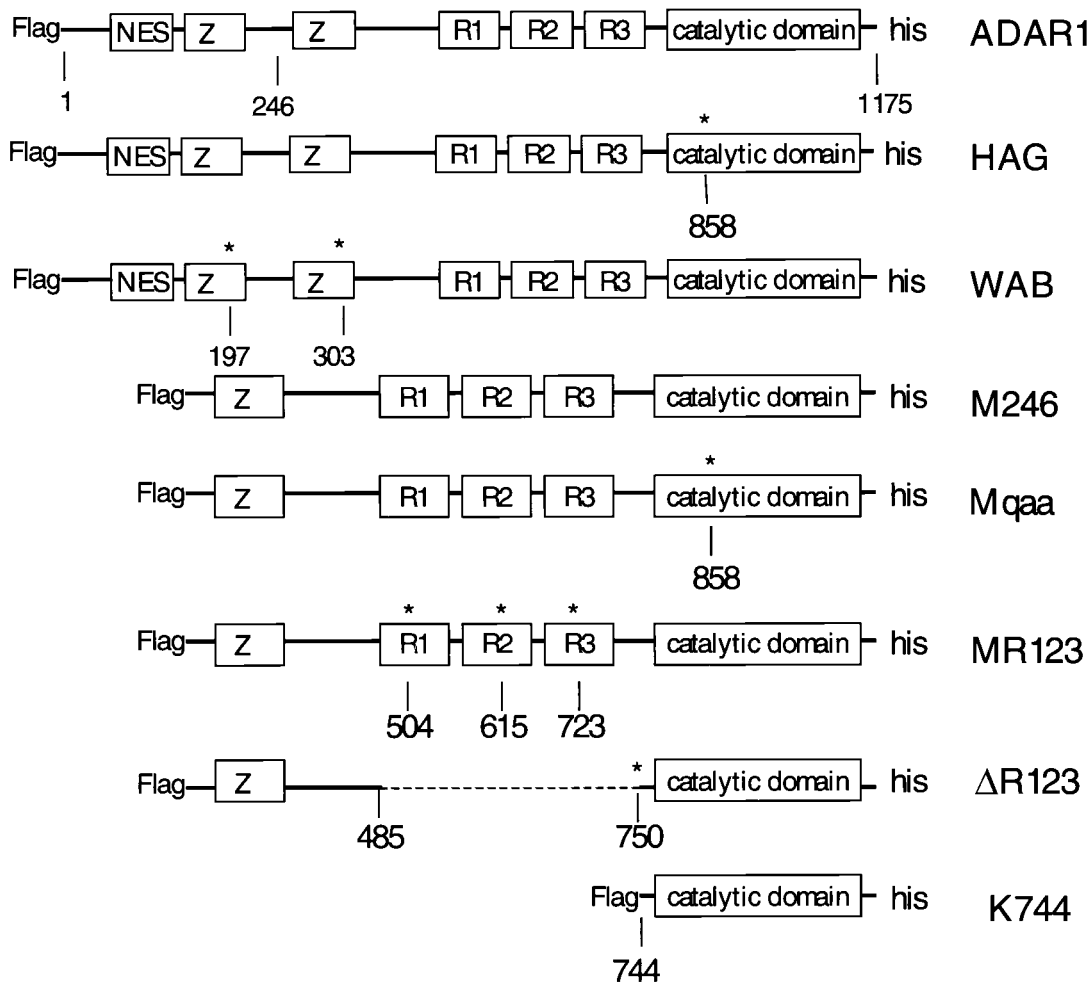 Flag NES Z Z R1 R2 R3 catalytic domain his ADAR1
1 246 1175
*
Flag NES Z Z R1 R2 R3 catalytic domain his HAG
858
* *
Flag NES Z Z R1 R2 R3 catalytic domain his WAB
197 303
Flag Z R1 R2 R3 catalytic domain his M246
*
Flag Z R1 R2 R3 catalytic domain his Mqaa
858
* * *
Flag Z R1 R2 R3 catalytic domain his MR123
504 615 723
*
Flag Z catalytic domain his ΔR123
485 750
Flag catalytic domain his K744
744